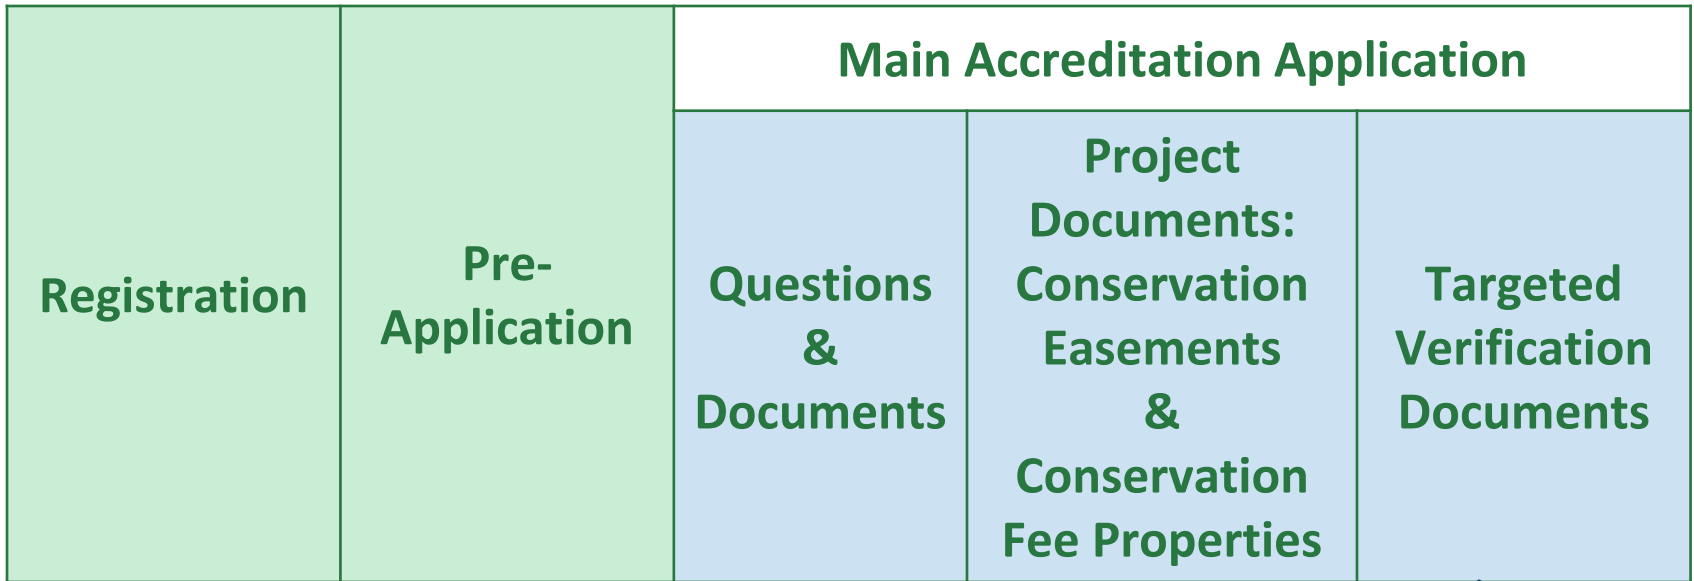 Registration
Pre-
Application
Main Accreditation Application
Questions
&
Documents
Project
Documents:
Conservation
Easements
&
Conservation
Fee Properties
Targeted
Verification
Documents